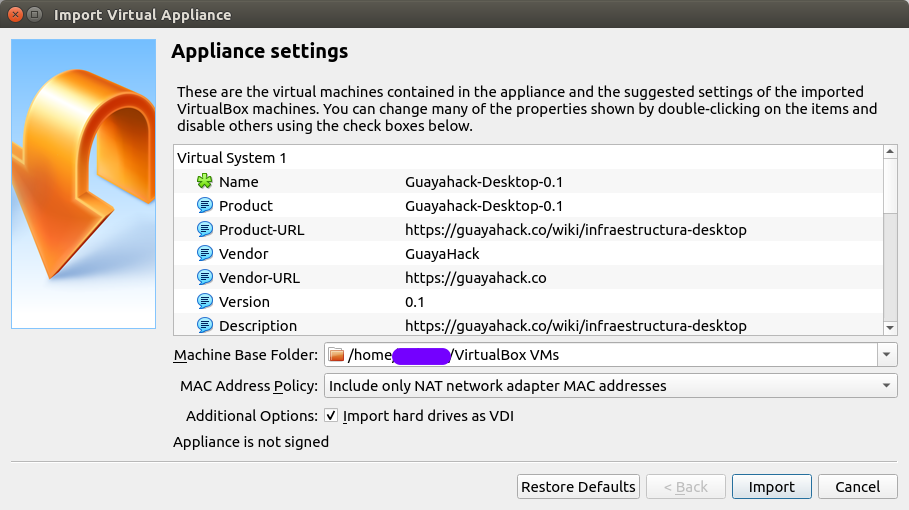 Import Virtual Appliance
Appliance settings
These are the virtual machines contained in the appliance and the suggested settings of the imported
VirtualBox machines. You can change many of the properties shown by double-clicking on the items and
disable others using the check boxes below.
Virtual System 1
Name Guayahack-Desktop-0.1
Product Guayahack-Desktop-0.1
Product-URL https://guayahack.co/wiki/infraestructura-desktop
Vendor GuayaHack
Vendor-URL https://guayahack.co
Version 0.1
Description https://guayahack.co/wiki/infraestructura-desktop
Machine Base Folder: /home/ /VirtualBox VMs
MAC Address Policy: Include only NAT network adapter MAC addresses
Additional Options: Import hard drives as VDI
Appliance is not signed
Restore Defaults < Back Import Cancel